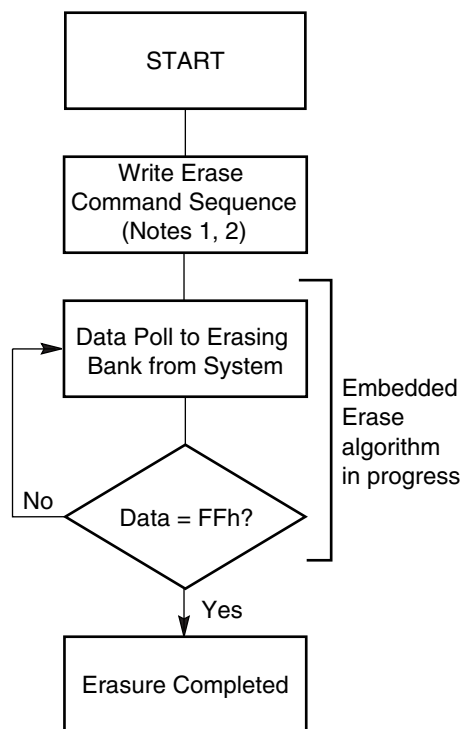 START
Write Erase
Command Sequence
(Notes 1, 2)
Data Poll to Erasing
Bank from System
Embedded
Erase
algorithm
in progress
No
Data = FFh?
Yes
Erasure Completed